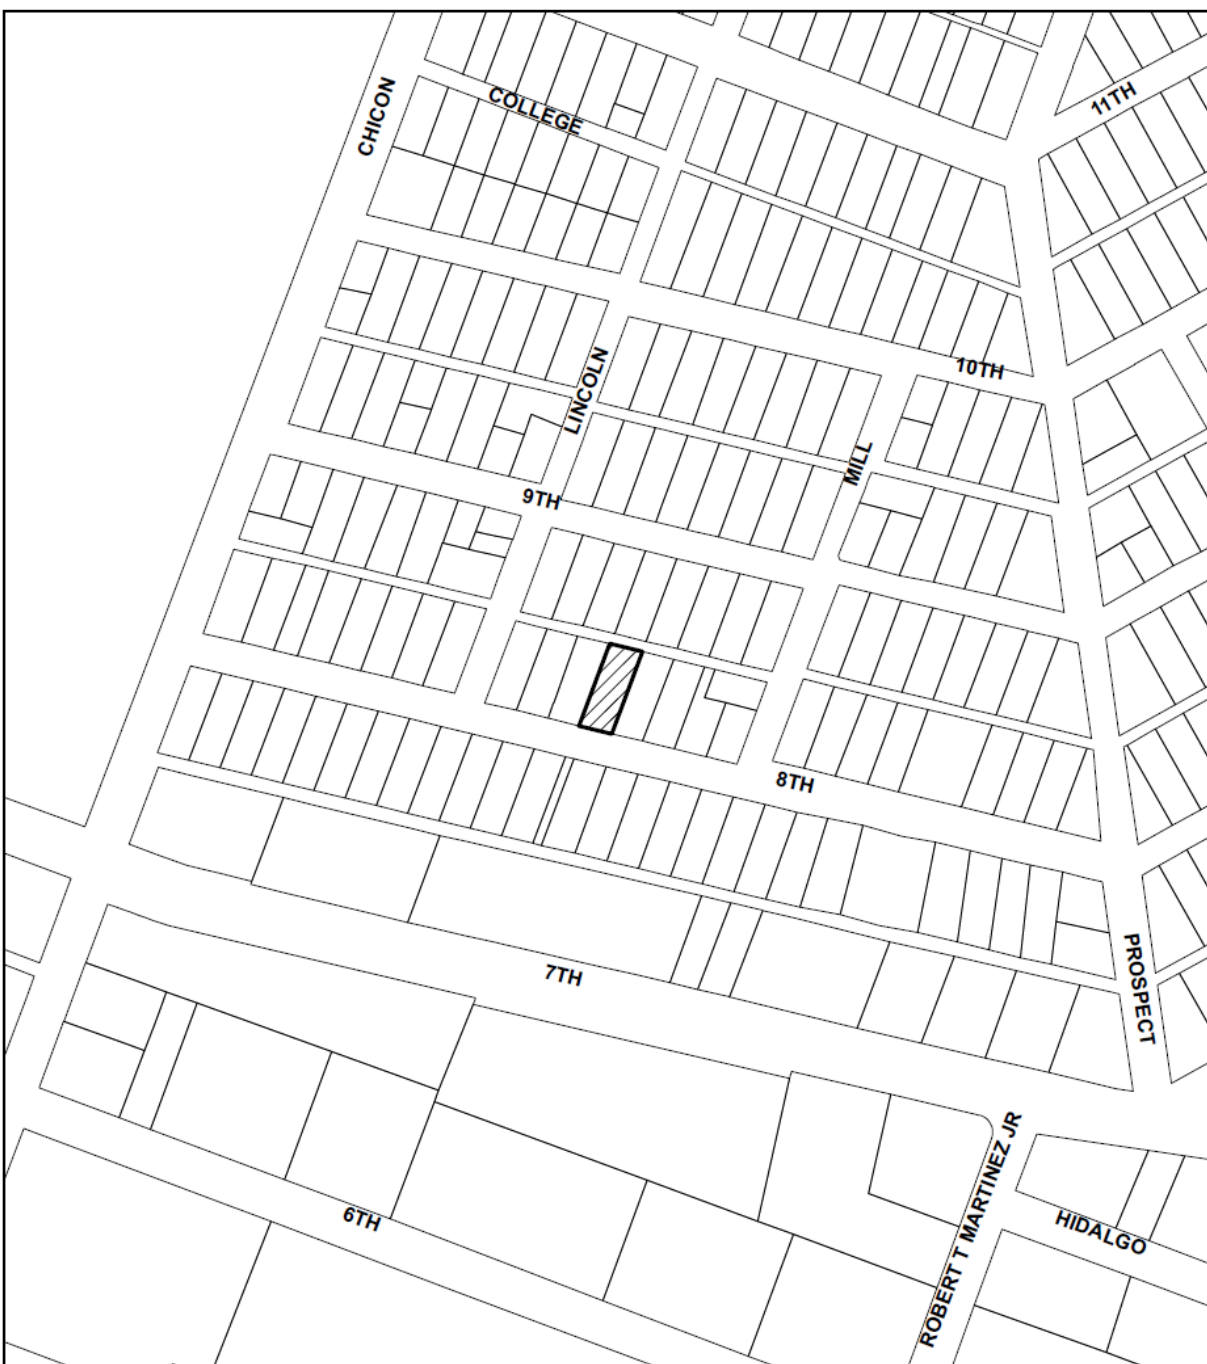 CHICON
COLLEGE
11TH
10TH
LINCOLN
MILL
9TH
8TH
7TH
PROSPECT
ROBERT T MARTINEZ JR
HIDALGO
6TH